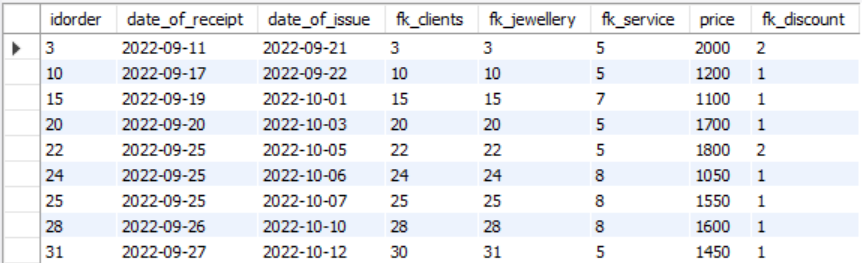 idorder date_of_receipt date_of_issue fk_clients fk_jewellery fk_service price fk_discount
3 2022-09-11 2022-09-21 3 3 5 2000 2
10 2022-09-17 2022-09-22 10 10 5 1200 1
15 2022-09-19 2022-10-01 15 15 7 1100 1
20 2022-09-20 2022-10-03 20 20 5 1700 1
22 2022-09-25 2022-10-05 22 22 5 1800 2
24 2022-09-25 2022-10-06 24 24 8 1050 1
25 2022-09-25 2022-10-07 25 25 8 1550 1
28 2022-09-26 2022-10-10 28 28 8 1600 1
31 2022-09-27 2022-10-12 30 31 5 1450 1